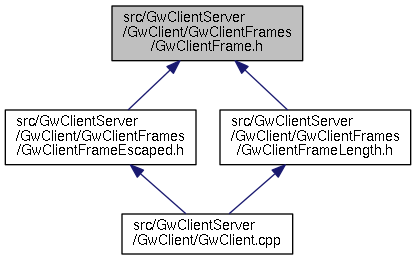 src/GwClientServer
/GwClient/GwClientFrames
/GwClientFrame.h
src/GwClientServer
/GwClient/GwClientFrames
/GwClientFrameEscaped.h
src/GwClientServer
/GwClient/GwClientFrames
/GwClientFrameLength.h
src/GwClientServer
/GwClient/GwClient.cpp